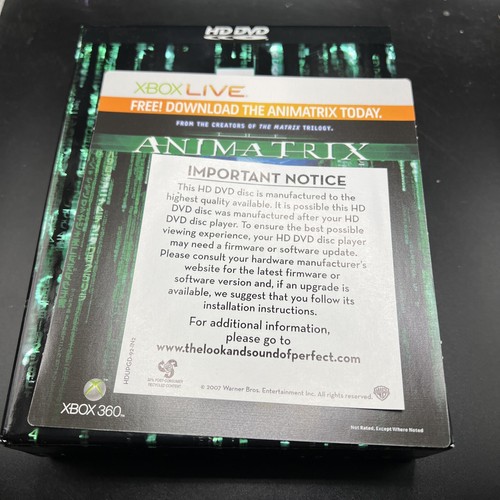 HD DVD
XBOX LIVE
FREE! DOWNLOAD THE ANIMATRIX TODAY.
FROM THE CREATORS OF THE MATRIX TRILOGY.
THE
ANIMATRIX
IMPORTANT NOTICE
This HD DVD disc is manufactured to the
highest quality available. It is possible this HD
DVD disc was manufactured after your HD
DVD disc player. To ensure the best possible
viewing experience, your HD DVD disc player
may need a firmware or software update.
Please consult your hardware manufacturer's
website for the latest firmware or
software version and, if an upgrade is
available, we suggest that you follow its
installation instructions.
For additional information,
please go to
www.thelookandsoundofperfect.com
© 2007 Warner Bros. Entertainment Inc. All rights reserved.
XBOX 360™
Not Rated, Except Where Noted